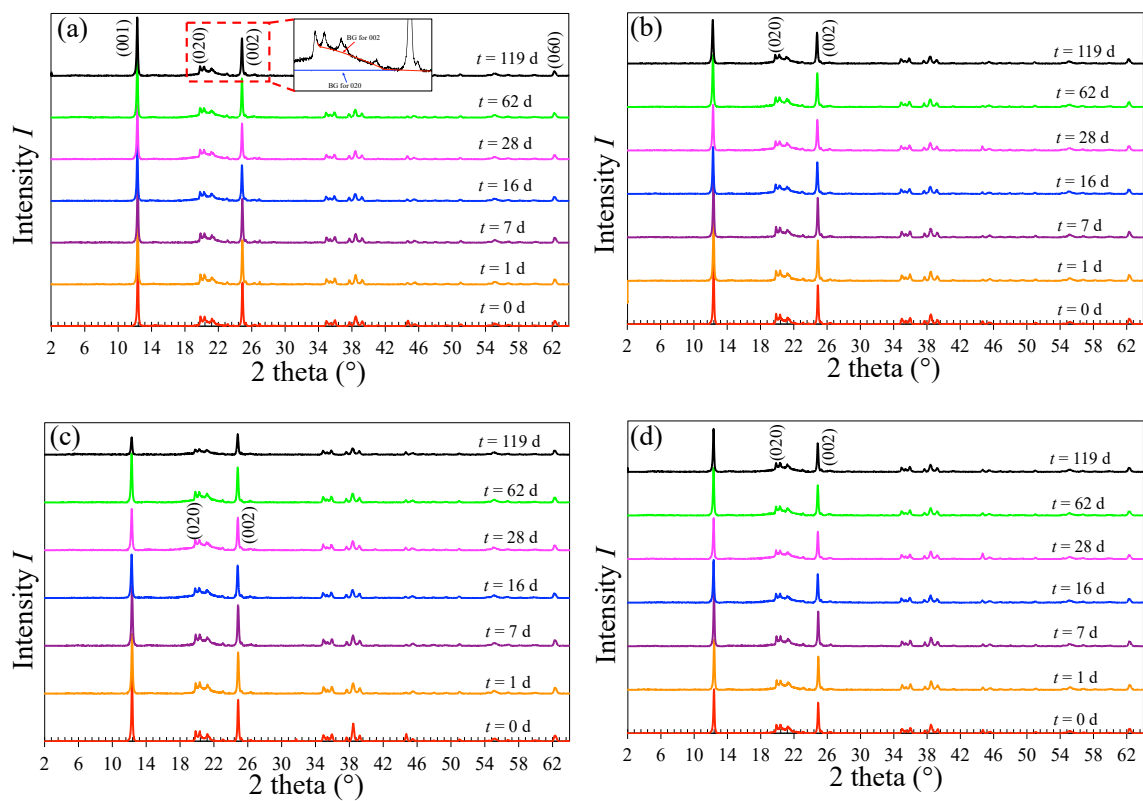 (a)
(001)
(020)
(002)
BG for 002
BG for 020
(060)
t = 119 d
t = 62 d
t = 28 d
t = 16 d
t = 7 d
t = 1 d
t = 0 d
Intensity I
2 6 10 14 18 22 26 30 34 38 42 46 50 54 58 62
2 theta (°)
(b)
(020)
(002)
t = 119 d
t = 62 d
t = 28 d
t = 16 d
t = 7 d
t = 1 d
t = 0 d
Intensity I
2 6 10 14 18 22 26 30 34 38 42 46 50 54 58 62
2 theta (°)
(c)
t = 119 d
t = 62 d
(020)
(002)
t = 28 d
t = 16 d
t = 7 d
t = 1 d
t = 0 d
Intensity I
2 6 10 14 18 22 26 30 34 38 42 46 50 54 58 62
2 theta (°)
(d)
(020)
(002)
t = 119 d
t = 62 d
t = 28 d
t = 16 d
t = 7 d
t = 1 d
t = 0 d
Intensity I
2 6 10 14 18 22 26 30 34 38 42 46 50 54 58 62
2 theta (°)